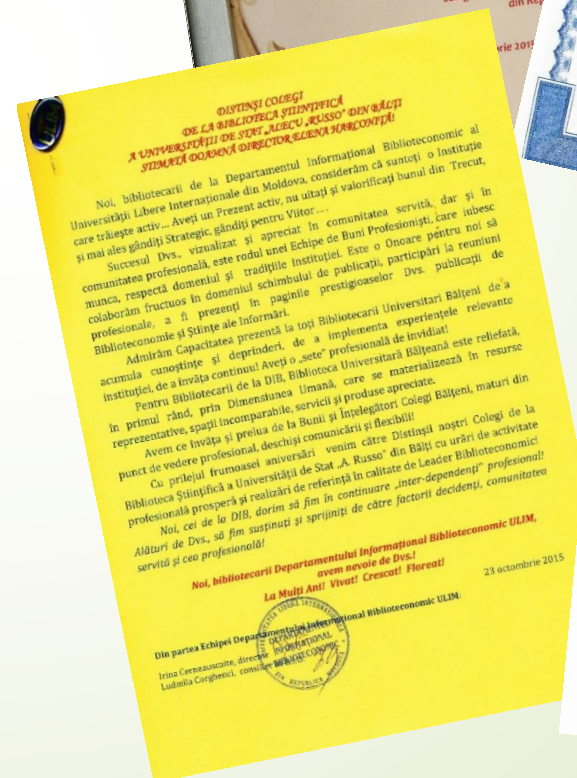 din Rep
rie 2015
ULIM
DISTINȘI COLEGI
DE LA BIBLIOTECA ȘTIINȚIFICĂ
A UNIVERSITĂȚII DE STAT „ALECU RUSSO” DIN BĂLȚI
STIMATĂ DOAMNĂ DIRECTOR ELENA HARCONIȚĂ!
Noi, bibliotecarii de la Departamentul Informațional Biblioteconomic al
Universității Libere Internaționale din Moldova, considerăm că sunteți o Instituție
care trăiește activ... Aveți un Prezent activ, nu uitați și valorificați bunul din Trecut,
și mai ales gândiți Strategic, gândiți pentru Viitor....
Succesul Dvs., vizualizat și apreciat în comunitatea servită, dar și în
comunitatea profesională, este rodul unei Echipe de Buni Profesioniști, care iubesc
munca, respectă domeniul și tradițiile Instituției. Este o Onoare pentru noi să
colaborăm fructuos în domeniul schimbului de publicații, participări la reuniuni
profesionale, a fi prezenți în paginile prestigioaselor Dvs. publicații de
Biblioteconomie și Științe ale Informări.
Admirăm Capacitatea prezentă la toți Bibliotecarii Universitari Bălțeni de a
acumula cunoștințe și deprinderi, de a implementa experiențele relevante
instituției, de a învăța continuu! Aveți o „sete” profesională de invidiat!
Pentru Bibliotecarii de la DIB, Biblioteca Universitară Bălțeană este reliefată,
în primul rând, prin Dimensiunea Umană, care se materializează în resurse
reprezentative, spații incomparabile, servicii și produse apreciate.
Avem ce învăța și prelua de la Bunii și Înțelegători Colegi Bălțeni, maturi din
punct de vedere profesional, deschiși comunicării și flexibili!
Cu prilejul frumoasei aniversări venim către Distinșii noștri Colegi de la
Biblioteca Științifică a Universității de Stat „A. Russo” din Bălți cu urări de activitate
profesională prosperă și realizări de referință în calitate de Leader Biblioteconomic!
Noi, cei de la DIB, dorim să fim în continuare „inter-dependenți” profesional!
Alături de Dvs., să fim susținuți și sprijiniți de către factorii decidenți, comunitatea
servită și cea profesională!
Noi, bibliotecarii Departamentului Informațional Biblioteconomic ULIM,
avem nevoie de Dvs.!
La Mulți Ani! Vivat! Crescat! Floreat!
23 octombrie 2015
Din partea Echipei Departamentului Informațional Biblioteconomic ULIM:
Irina Cerneauscaite, director
Ludmila Corghenci, consilier
DEPARTAMENTUL
INFORMAȚIONAL
BIBLIOTECONOMIC
DIN REPUBLICA MOLDOVA